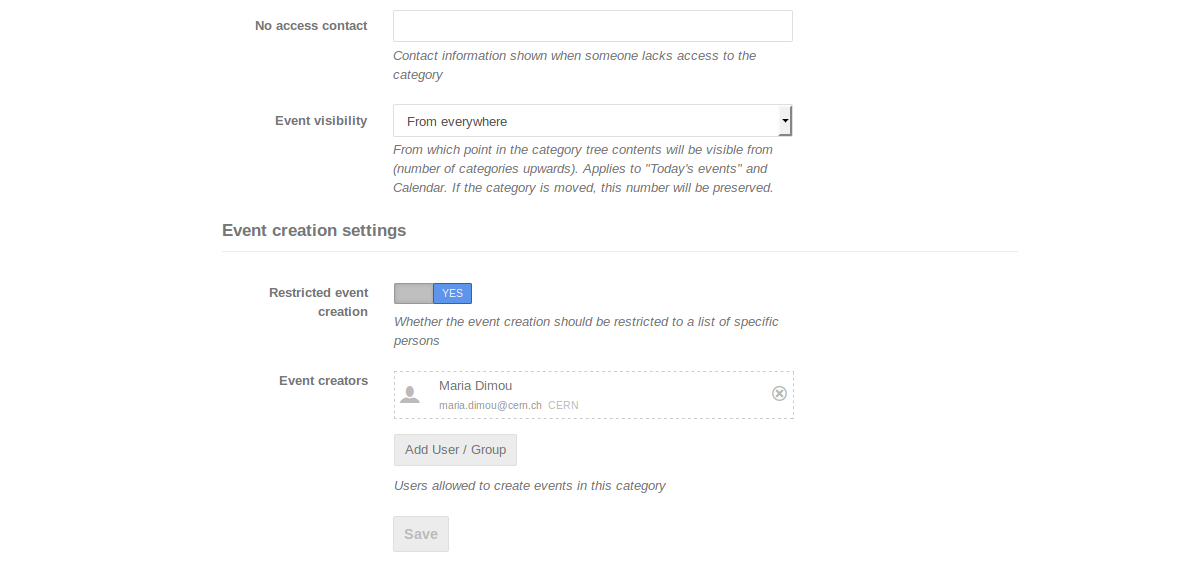 No access contact
Contact information shown when someone lacks access to the
category
Event visibility
From everywhere
From which point in the category tree contents will be visible from
(number of categories upwards). Applies to "Today's events" and
Calendar. If the category is moved, this number will be preserved.
Event creation settings
Restricted event
creation
YES
Whether the event creation should be restricted to a list of specific
persons
Event creators
Maria Dimou
maria.dimou@cern.ch CERN
Add User / Group
Users allowed to create events in this category
Save